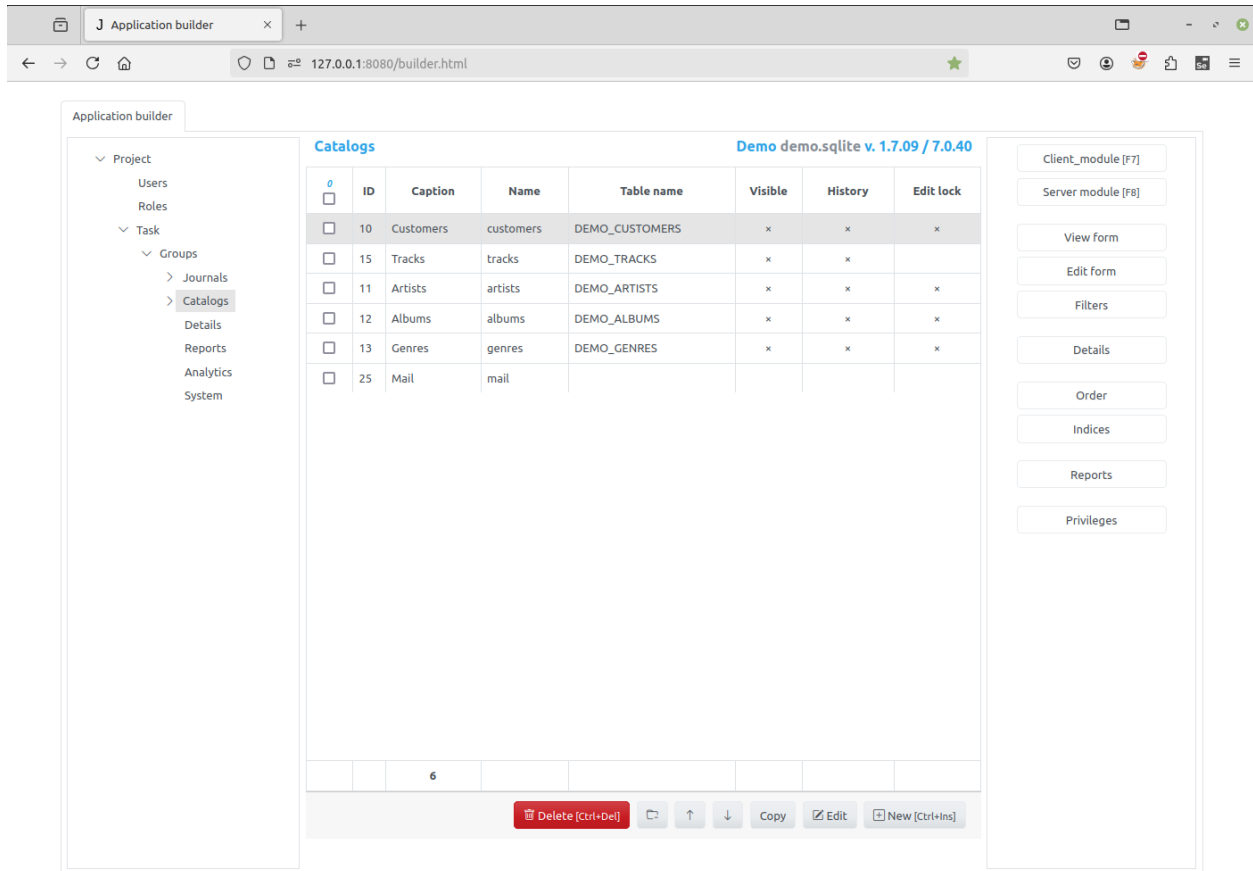 J Application builder
127.0.0.1:8080/builder.html
Se
Application builder
Project
Users
Roles
Task
Groups
Journals
Catalogs
Details
Reports
Analytics
System
Catalogs
Demo demo.sqlite v. 1.7.09 / 7.0.40
0 ID Caption Name Table name Visible History Edit lock
10 Customers customers DEMO_CUSTOMERS × × ×
15 Tracks tracks DEMO_TRACKS × ×
11 Artists artists DEMO_ARTISTS × × ×
12 Albums albums DEMO_ALBUMS × × ×
13 Genres genres DEMO_GENRES × × ×
25 Mail mail
6
Delete [Ctrl+Del] ↑ ↓ Copy Edit New [Ctrl+Ins]
Client_module [F7]
Server module [F8]
View form
Edit form
Filters
Details
Order
Indices
Reports
Privileges